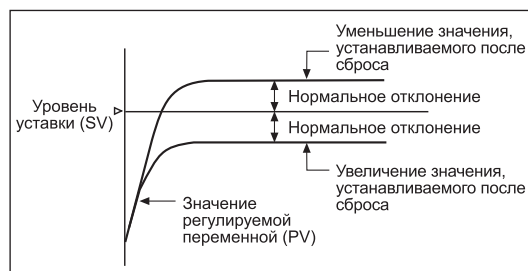 Уменьшение значения,
устанавливаемого после
сброса
Нормальное отклонение
Уровень
уставки (SV)
Нормальное отклонение
Увеличение значения,
устанавливаемого после
сброса
Значение
регулируемой
переменной (PV)